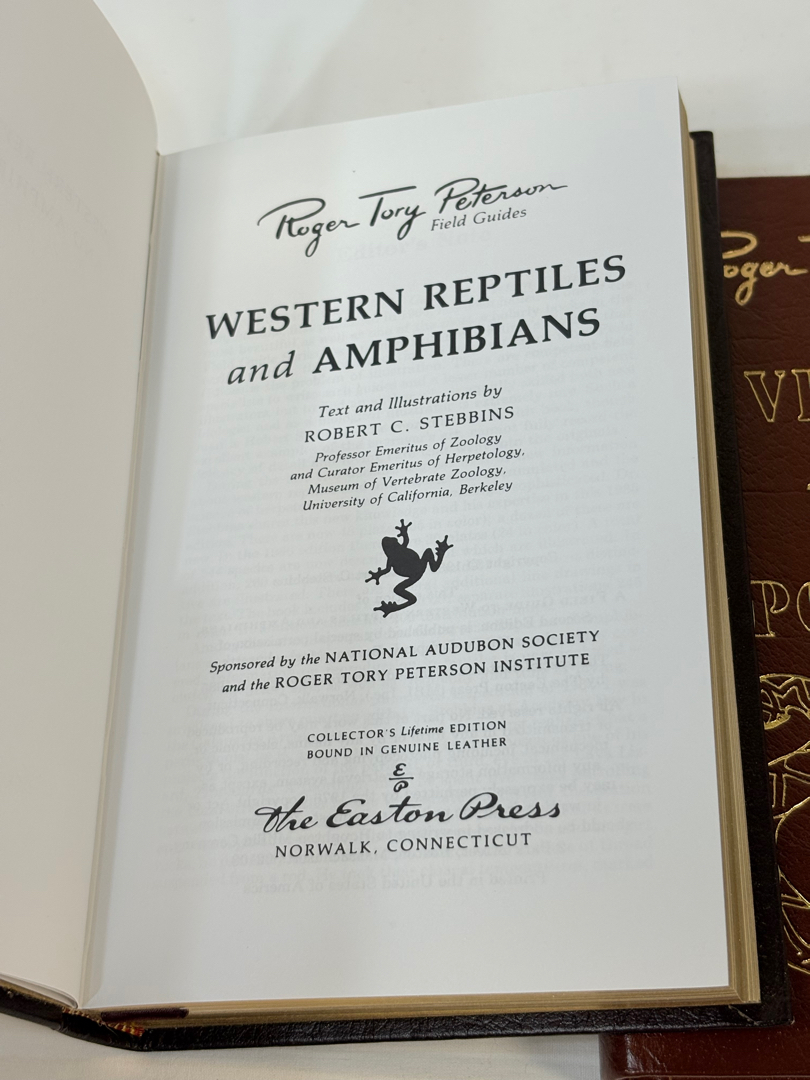 Roger Tory Peterson
Field Guides
WESTERN REPTILES
and AMPHIBIANS
Text and Illustrations by
ROBERT C. STEBBINS
Professor Emeritus of Zoology
and Curator Emeritus of Herpetology,
Museum of Vertebrate Zoology,
University of California, Berkeley
Sponsored by the NATIONAL AUDUBON SOCIETY
and the ROGER TORY PETERSON INSTITUTE
COLLECTOR'S Lifetime EDITION
BOUND IN GENUINE LEATHER
E
P
The Easton Press
NORWALK, CONNECTICUT